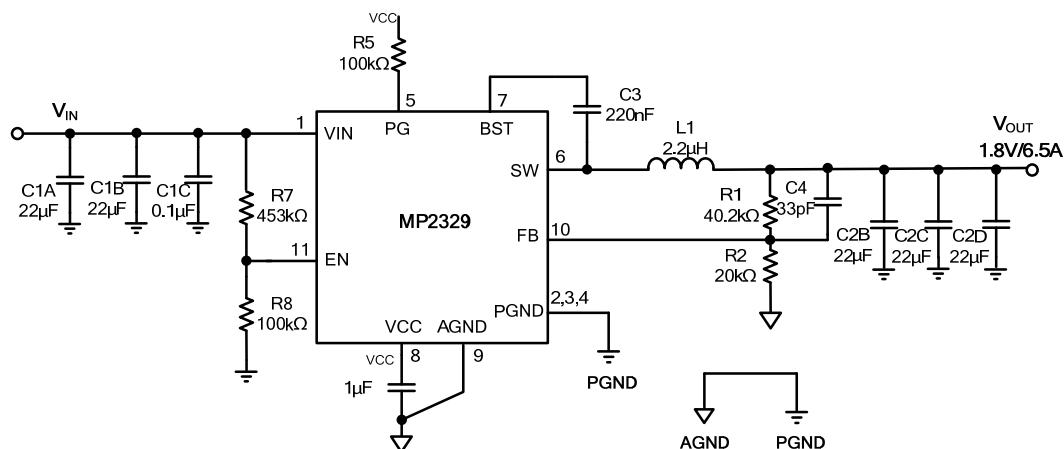 VCC
R5
100kΩ
5
7
C3
220nF
VIN
1
VIN
PG
BST
L1
2.2µH
VOUT
1.8V/6.5A
6
SW
C1A
22µF
C1B
22µF
C1C
0.1µF
R7
453kΩ
MP2329
R1
40.2kΩ
C4
33pF
FB
10
C2B
22µF
C2C
22µF
C2D
22µF
11
EN
R2
20kΩ
R8
100kΩ
PGND
2,3,4
VCC
AGND
VCC
8
9
1µF
PGND
AGND
PGND